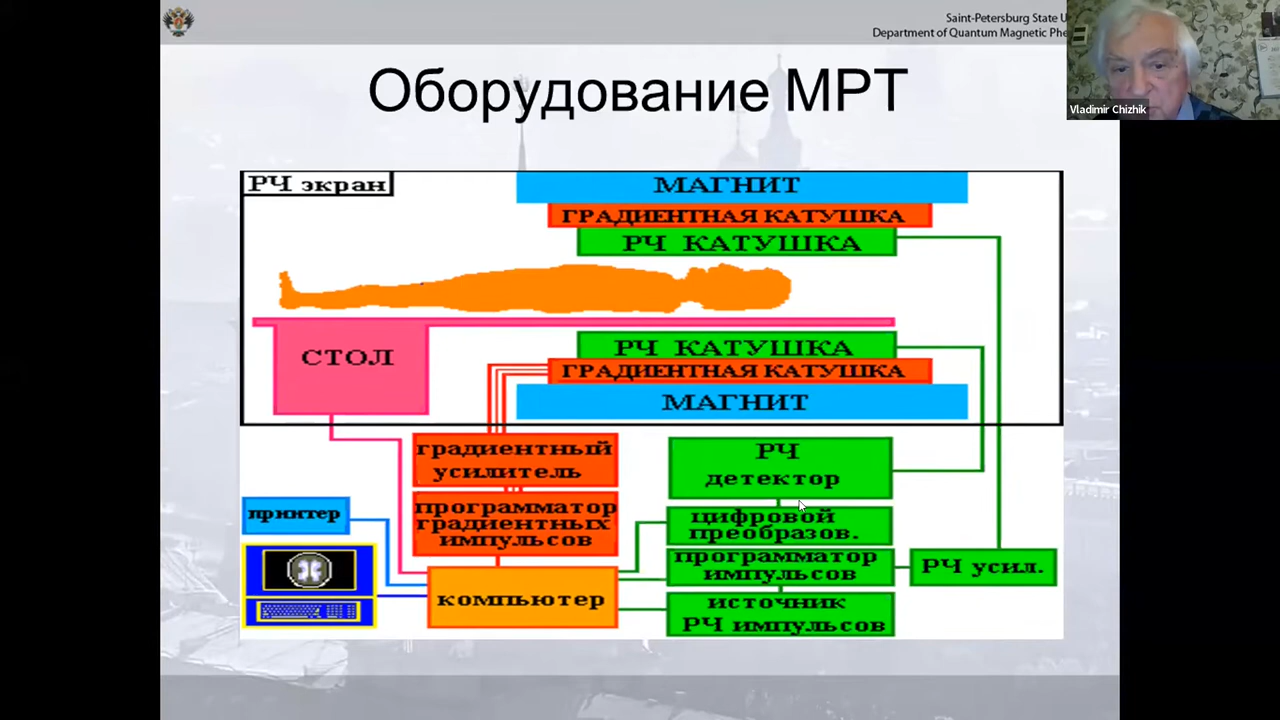 Saint-Petersburg State
Department of Quantum Magnetic
Vladimir Chizhik
Оборудование МРТ
РЧ экран
МАГНИТ
ГРАДИЕНТНАЯ КАТУШКА
РЧ КАТУШКА
СТОЛ
РЧ КАТУШКА
ГРАДИЕНТНАЯ КАТУШКА
МАГНИТ
градиентный
усилитель
РЧ
детектор
программатор
градиентных
импульсов
принтер
цифровой
преобразов.
программатор
импульсов
РЧ усил.
компьютер
источник
РЧ импульсов